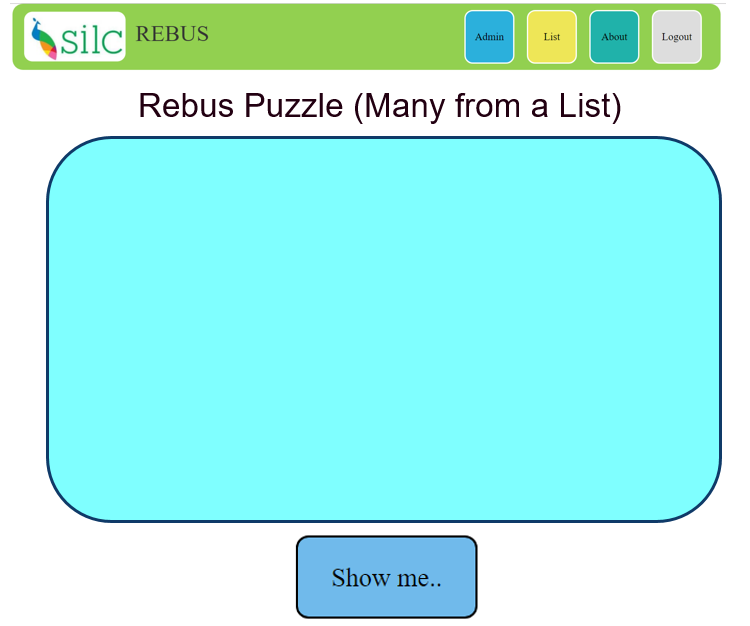 silc REBUS
Admin List About Logout
Rebus Puzzle (Many from a List)
Show me..